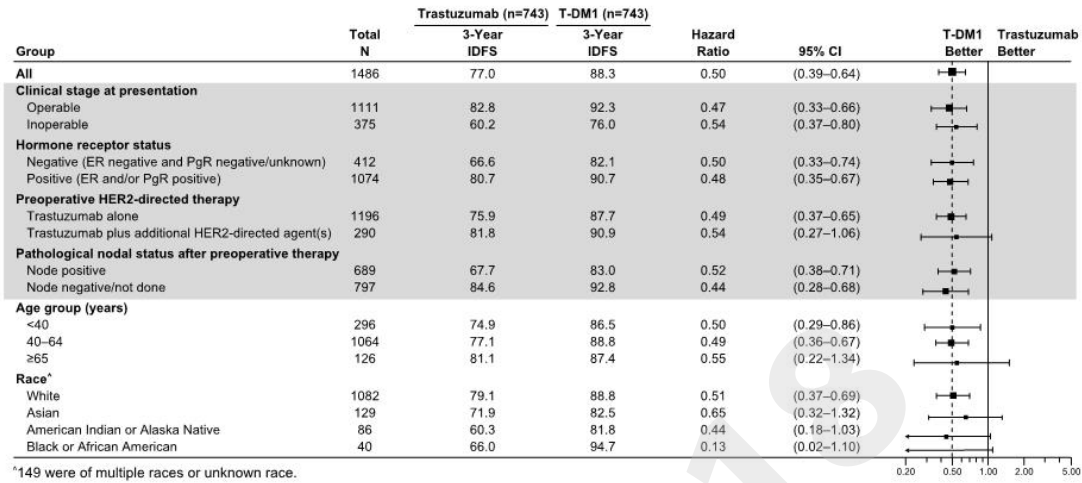 Trastuzumab (n=743) T-DM1 (n=743)
Total 3-Year 3-Year Hazard T-DM1 Trastuzumab
Group N IDFS IDFS Ratio 95% CI Better Better
All 1486 77.0 88.3 0.50 (0.39–0.64)
Clinical stage at presentation
Operable 1111 82.8 92.3 0.47 (0.33–0.66)
Inoperable 375 60.2 76.0 0.54 (0.37–0.80)
Hormone receptor status
Negative (ER negative and PgR negative/unknown) 412 66.6 82.1 0.50 (0.33–0.74)
Positive (ER and/or PgR positive) 1074 80.7 90.7 0.48 (0.35–0.67)
Preoperative HER2-directed therapy
Trastuzumab alone 1196 75.9 87.7 0.49 (0.37–0.65)
Trastuzumab plus additional HER2-directed agent(s) 290 81.8 90.9 0.54 (0.27–1.06)
Pathological nodal status after preoperative therapy
Node positive 689 67.7 83.0 0.52 (0.38–0.71)
Node negative/not done 797 84.6 92.8 0.44 (0.28–0.68)
Age group (years)
<40 296 74.9 86.5 0.50 (0.29–0.86)
40–64 1064 77.1 88.8 0.49 (0.36–0.67)
≥65 126 81.1 87.4 0.55 (0.22–1.34)
Race^
White 1082 79.1 88.8 0.51 (0.37–0.69)
Asian 129 71.9 82.5 0.65 (0.32–1.32)
American Indian or Alaska Native 86 60.3 81.8 0.44 (0.18–1.03)
Black or African American 40 66.0 94.7 0.13 (0.02–1.10)
0.20 0.50 1.00 2.00 5.00
^149 were of multiple races or unknown race.
18